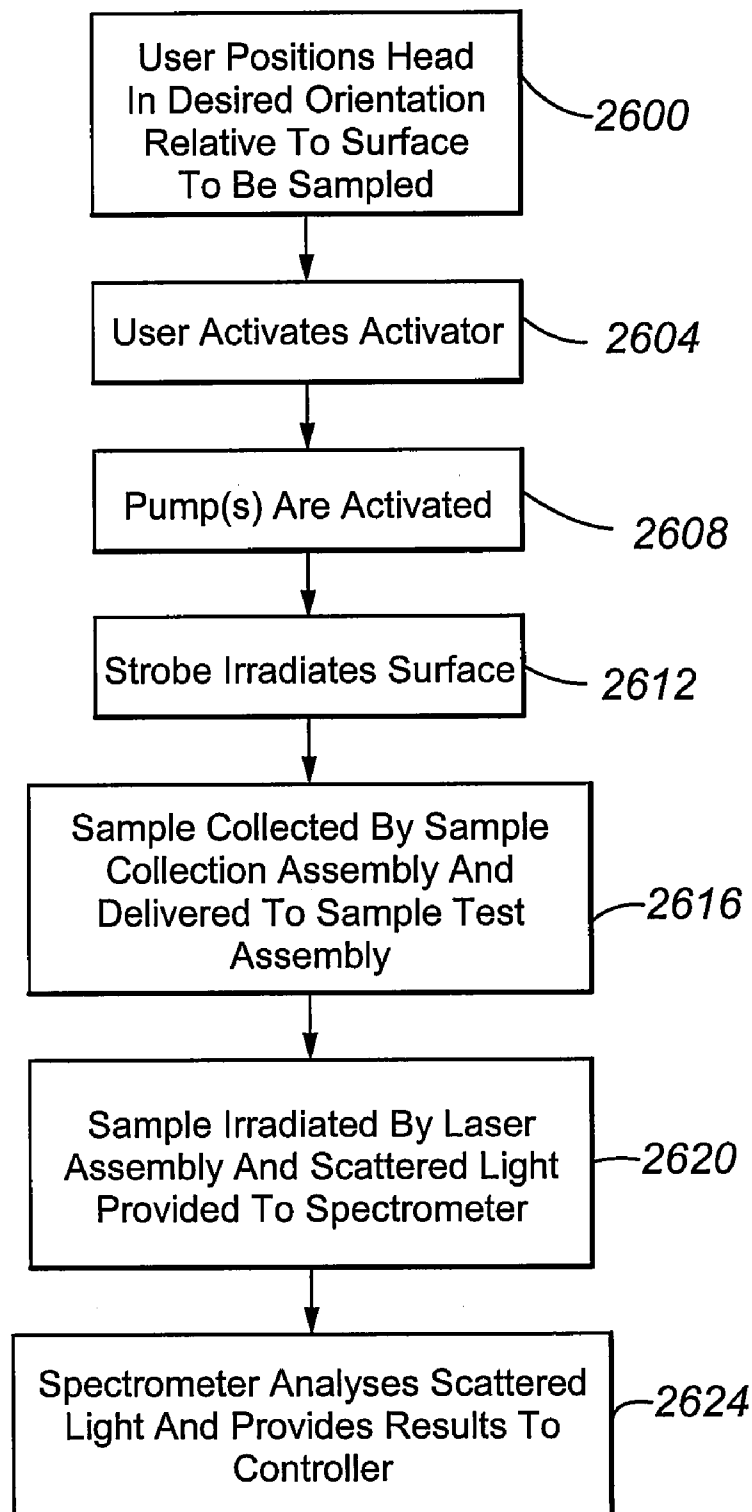 User Positions Head
In Desired Orientation
Relative To Surface
To Be Sampled
2600
User Activates Activator
2604
Pump(s) Are Activated
2608
Strobe Irradiates Surface
2612
Sample Collected By Sample
Collection Assembly And
Delivered To Sample Test
Assembly
2616
Sample Irradiated By Laser
Assembly And Scattered Light
Provided To Spectrometer
2620
Spectrometer Analyses Scattered
Light And Provides Results To
Controller
2624